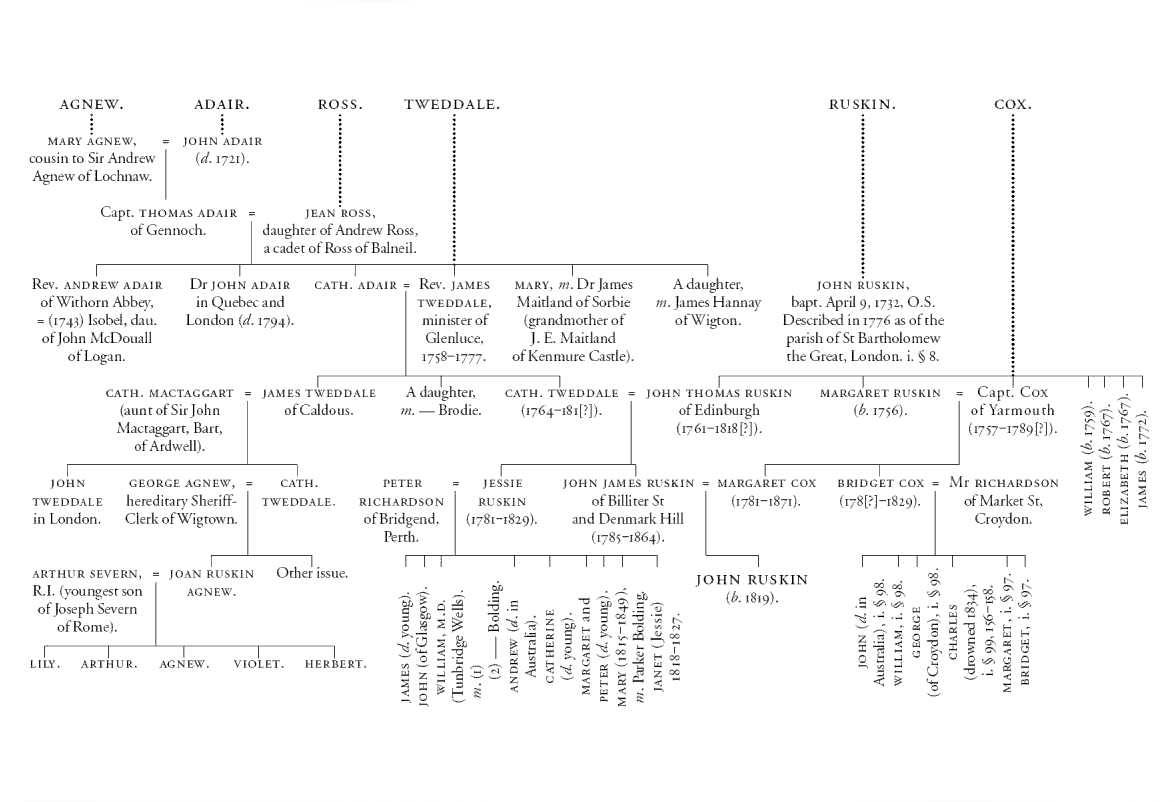 AGNEW. ADAIR. ROSS. TWEDDALE. RUSKIN. COX.
MARY AGNEW, = JOHN ADAIR
cousin to Sir Andrew (d. 1721).
Agnew of Lochnaw.
Capt. THOMAS ADAIR = JEAN ROSS,
of Gennoch. daughter of Andrew Ross,
a cadet of Ross of Balneil.
Rev. ANDREW ADAIR
of Withorn Abbey,
= (1743) Isobel, dau.
of John McDouall
of Logan.
Dr JOHN ADAIR
in Quebec and
London (d. 1794).
CATH. ADAIR =
Rev. JAMES
TWEDDALE,
minister of
Glenluce,
1758–1777.
MARY, m. Dr James
Maitland of Sorbie
(grandmother of
J. E. Maitland
of Kenmure Castle).
A daughter,
m. James Hannay
of Wigton.
JOHN RUSKIN,
bapt. April 9, 1732, O.S.
Described in 1776 as of the
parish of St Bartholomew
the Great, London. i. § 8.
CATH. MACTAGGART =
(aunt of Sir John
Mactaggart, Bart,
of Ardwell).
JAMES TWEDDALE
of Caldous.
A daughter,
m. — Brodie.
CATH. TWEDDALE =
(1764–181[?]).
JOHN THOMAS RUSKIN
of Edinburgh
(1761–1818[?]).
MARGARET RUSKIN =
(b. 1756).
Capt. Cox
of Yarmouth
(1757–1789[?]).
WILLIAM (b. 1759).
ROBERT (b. 1767).
ELIZABETH (b. 1767).
JAMES (b. 1772).
JOHN
TWEDDALE
in London.
GEORGE AGNEW, =
hereditary Sheriff-
Clerk of Wigtown.
CATH.
TWEDDALE.
PETER =
RICHARDSON
of Bridgend,
Perth.
JESSIE
RUSKIN
(1781–1829).
JOHN JAMES RUSKIN =
of Billiter St
and Denmark Hill
(1785–1864).
MARGARET COX
(1781–1871).
BRIDGET COX =
(178[?]–1829).
Mr RICHARDSON
of Market St,
Croydon.
ARTHUR SEVERN, =
R.I. (youngest son
of Joseph Severn
of Rome).
JOAN RUSKIN
AGNEW.
Other issue.
JOHN RUSKIN
(b. 1819).
LILY. ARTHUR. AGNEW. VIOLET. HERBERT.
JAMES (d. young).
JOHN (of Glasgow).
WILLIAM, M.D.
(Tunbridge Wells).
m. (1)
(2) — Bolding.
ANDREW (d. in
Australia).
CATHERINE
(d. young).
MARGARET and
PETER (d. young).
MARY (1815–1849),
m. Parker Bolding.
JANET (Jessie)
1818–1827.
JOHN (d. in
Australia), i. § 98.
WILLIAM, i. § 98.
GEORGE
(of Croydon), i. § 98.
CHARLES
(drowned 1834),
i. § 99, 156–158.
MARGARET, i. § 97.
BRIDGET, i. § 97.